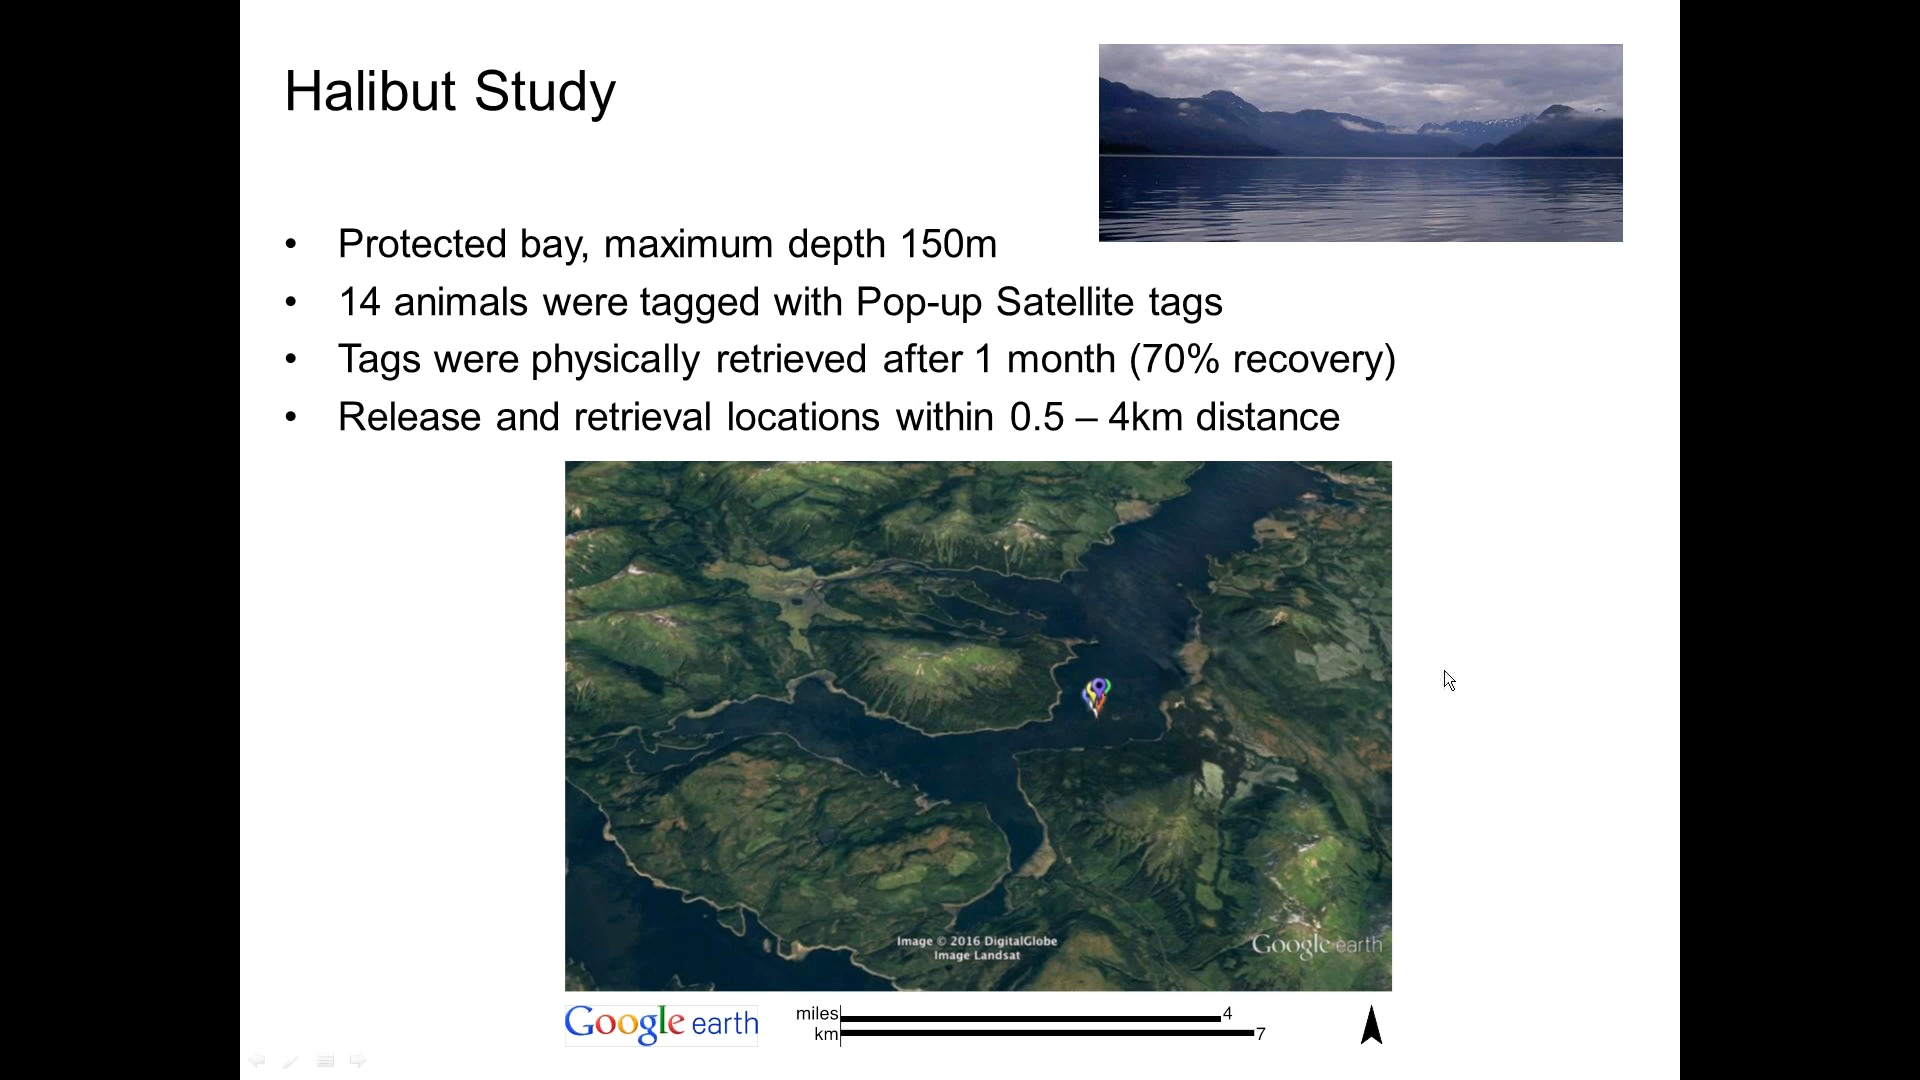 Halibut Study
• Protected bay, maximum depth 150m
• 14 animals were tagged with Pop-up Satellite tags
• Tags were physically retrieved after 1 month (70% recovery)
• Release and retrieval locations within 0.5 – 4km distance
Image © 2016 DigitalGlobe
Image Landsat
Google earth
Google earth
miles 4
km 7